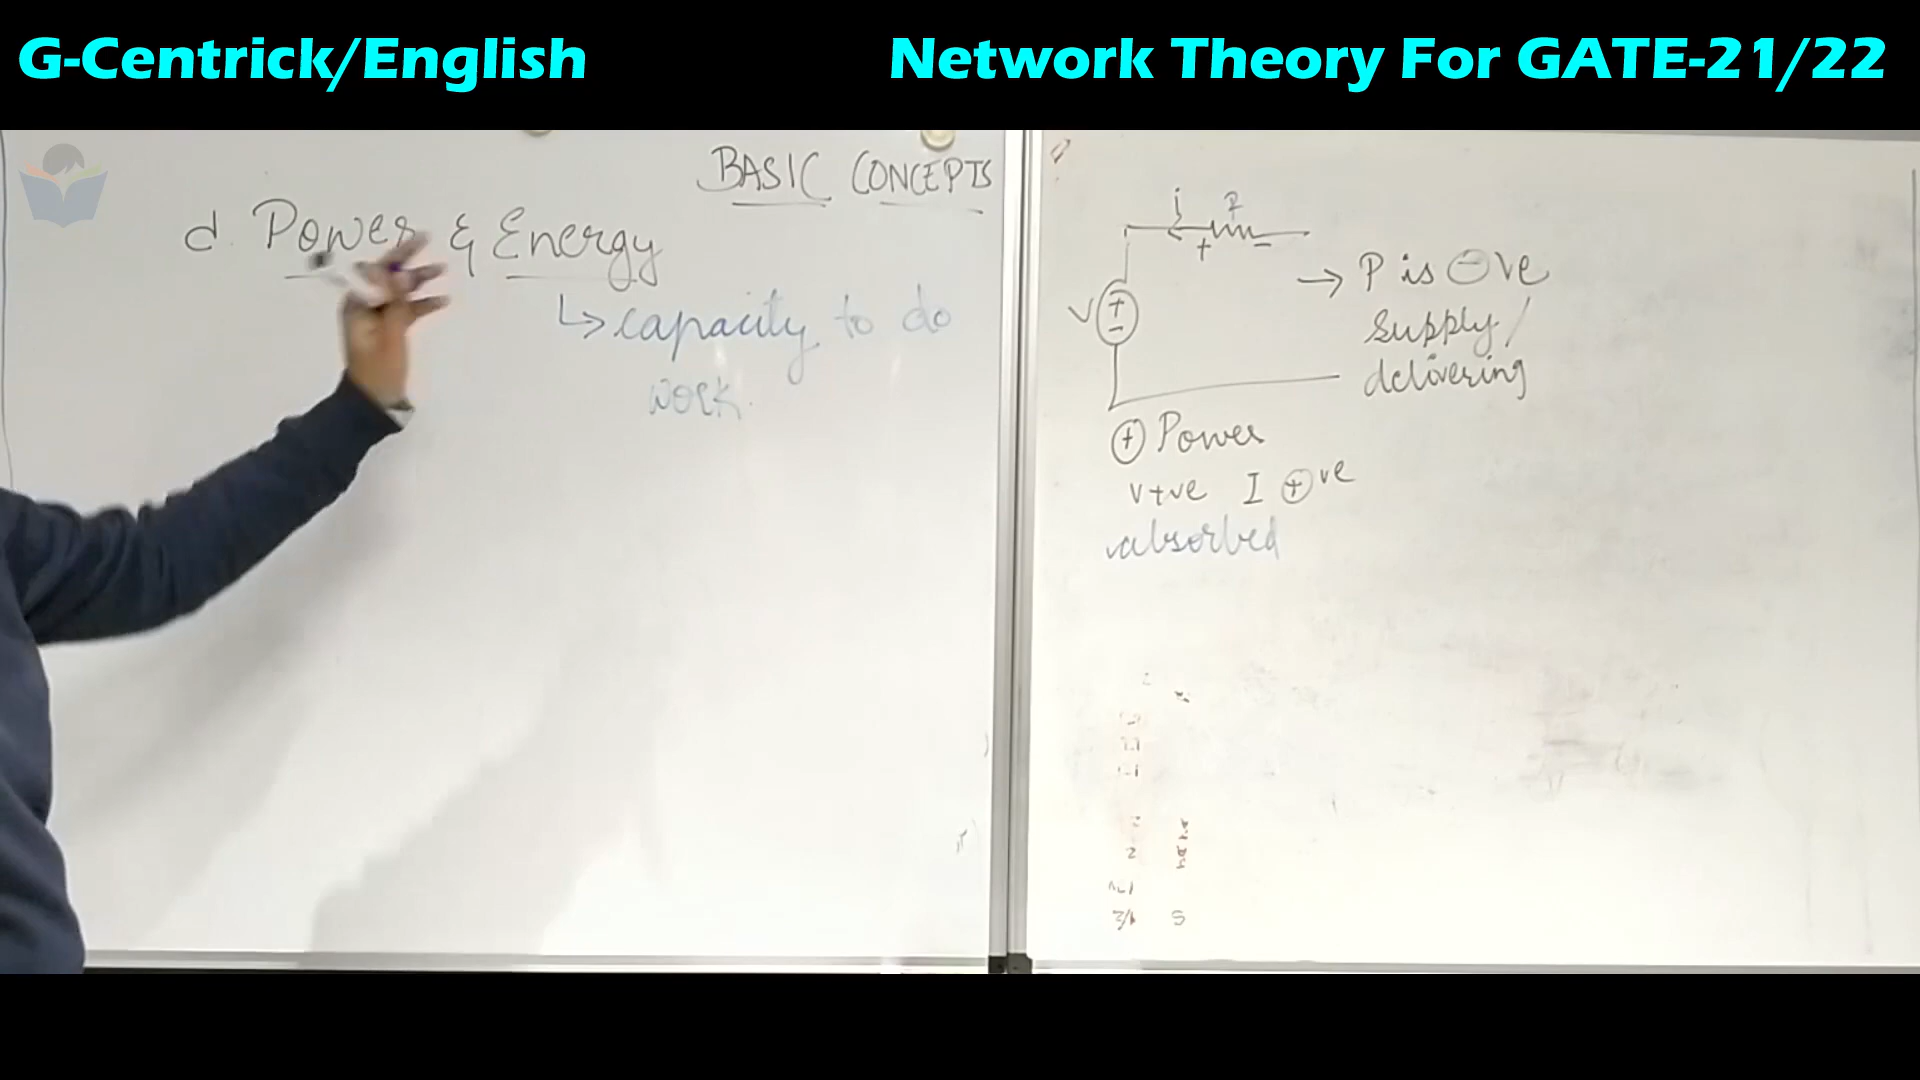 G-Centrick/English
Network Theory For GATE-21/22
BASIC CONCEPTS
d. Power & Energy
↳ capacity to do
work.
i
+ -
V + -
→ P is ⊖ve
supply/
delivering
⊕ Power
v+ve I ⊕ve
absorbed